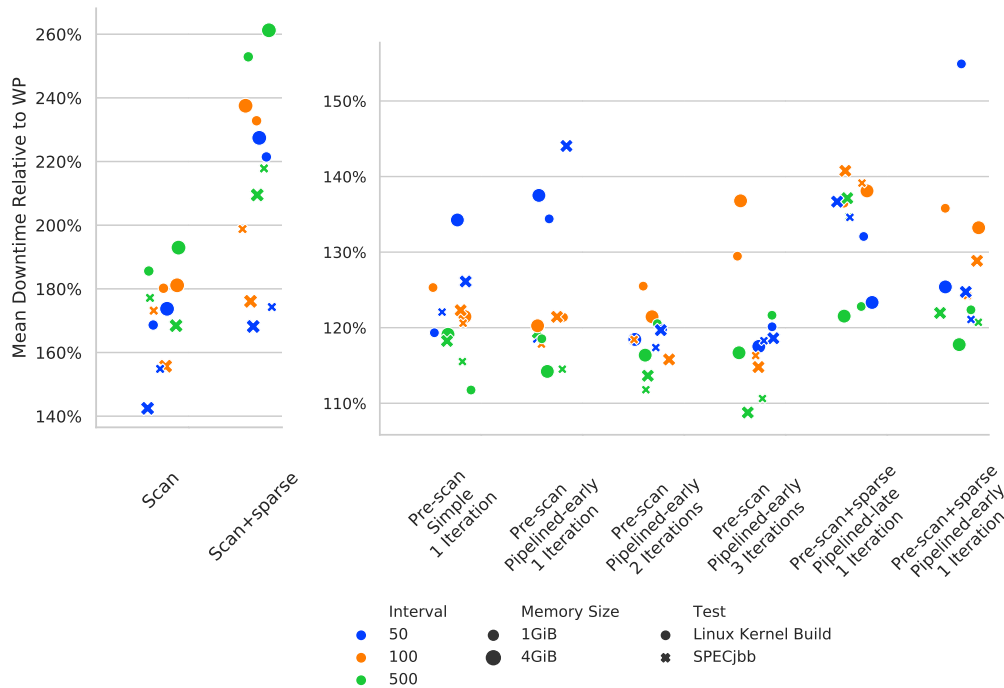 Mean Downtime Relative to WP
260%
240%
220%
200%
180%
160%
140%
150%
140%
130%
120%
110%
Scan
Scan+sparse
Pre-scan
Simple
1 Iteration
Pre-scan
Pipelined-early
1 Iteration
Pre-scan
Pipelined-early
2 Iterations
Pre-scan
Pipelined-early
3 Iterations
Pre-scan+sparse
Pipelined-late
1 Iteration
Pre-scan+sparse
Pipelined-early
1 Iteration
Interval
50
100
500
Memory Size
1GiB
4GiB
Test
Linux Kernel Build
SPECjbb